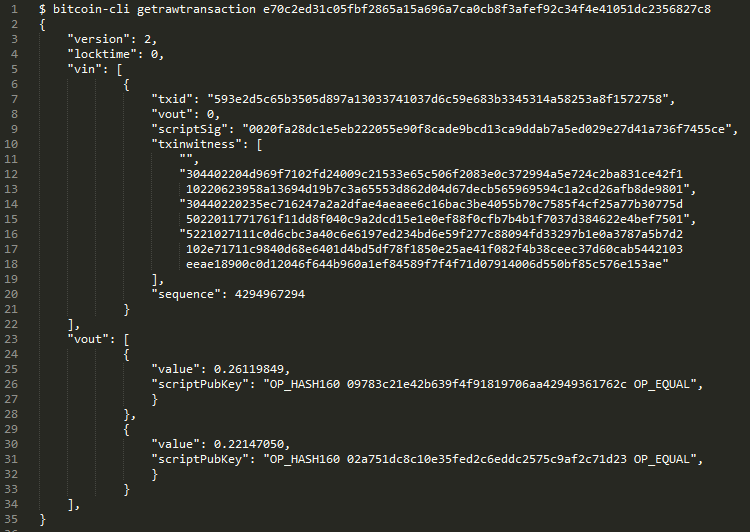 1 $ bitcoin-cli getrawtransaction e70c2ed31c05fbf2865a15a696a7ca0cb8f3afef92c34f4e41051dc2356827c8
2 {
3 "version": 2,
4 "locktime": 0,
5 "vin": [
6 {
7 "txid": "593e2d5c65b3505d897a13033741037d6c59e683b3345314a58253a8f1572758",
8 "vout": 0,
9 "scriptSig": "0020fa28dc1e5eb222055e90f8cade9bcd13ca9ddab7a5ed029e27d41a736f7455ce",
10 "txinwitness": [
11 "",
12 "304402204d969f7102fd24009c21533e65c506f2083e0c372994a5e724c2ba831ce42f1
13 10220623958a13694d19b7c3a65553d862d04d67decb565969594c1a2cd26afb8de9801",
14 "30440220235ec716247a2a2dfae4aeaee6c16bac3be4055b70c7585f4cf25a77b30775d
15 5022011771761f11dd8f040c9a2dcd15e1e0ef88f0cfb7b4b1f7037d384622e4bef7501",
16 "5221027111c0d6cbc3a40c6e6197ed234bd6e59f277c88094fd33297b1e0a3787a5b7d2
17 102e71711c9840d68e6401d4bd5df78f1850e25ae41f082f4b38ceec37d60cab5442103
18 eeae18900c0d12046f644b960a1ef84589f7f4f71d07914006d550bf85c576e153ae"
19 ],
20 "sequence": 4294967294
21 }
22 ],
23 "vout": [
24 {
25 "value": 0.26119849,
26 "scriptPubKey": "OP_HASH160 09783c21e42b639f4f91819706aa42949361762c OP_EQUAL",
27 }
28 },
29 {
30 "value": 0.22147050,
31 "scriptPubKey": "OP_HASH160 02a751dc8c10e35fed2c6eddc2575c9af2c71d23 OP_EQUAL",
32 }
33 }
34 ],
35 }